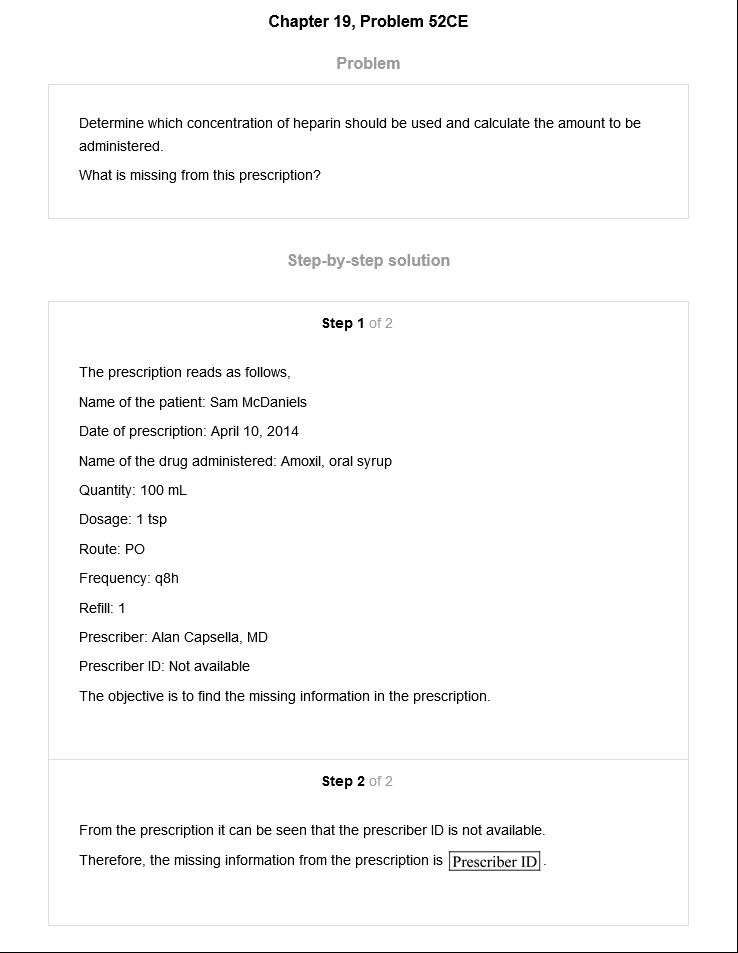 Chapter 19, Problem 52CE
Problem
Determine which concentration of heparin should be used and calculate the amount to be
administered.
What is missing from this prescription?
Step-by-step solution
Step 1 of 2
The prescription reads as follows,
Name of the patient: Sam McDaniels
Date of prescription: April 10, 2014
Name of the drug administered: Amoxil, oral syrup
Quantity: 100 mL
Dosage: 1 tsp
Route: PO
Frequency: q8h
Refill: 1
Prescriber: Alan Capsella, MD
Prescriber ID: Not available
The objective is to find the missing information in the prescription.
Step 2 of 2
From the prescription it can be seen that the prescriber ID is not available.
Therefore, the missing information from the prescription is Prescriber ID.